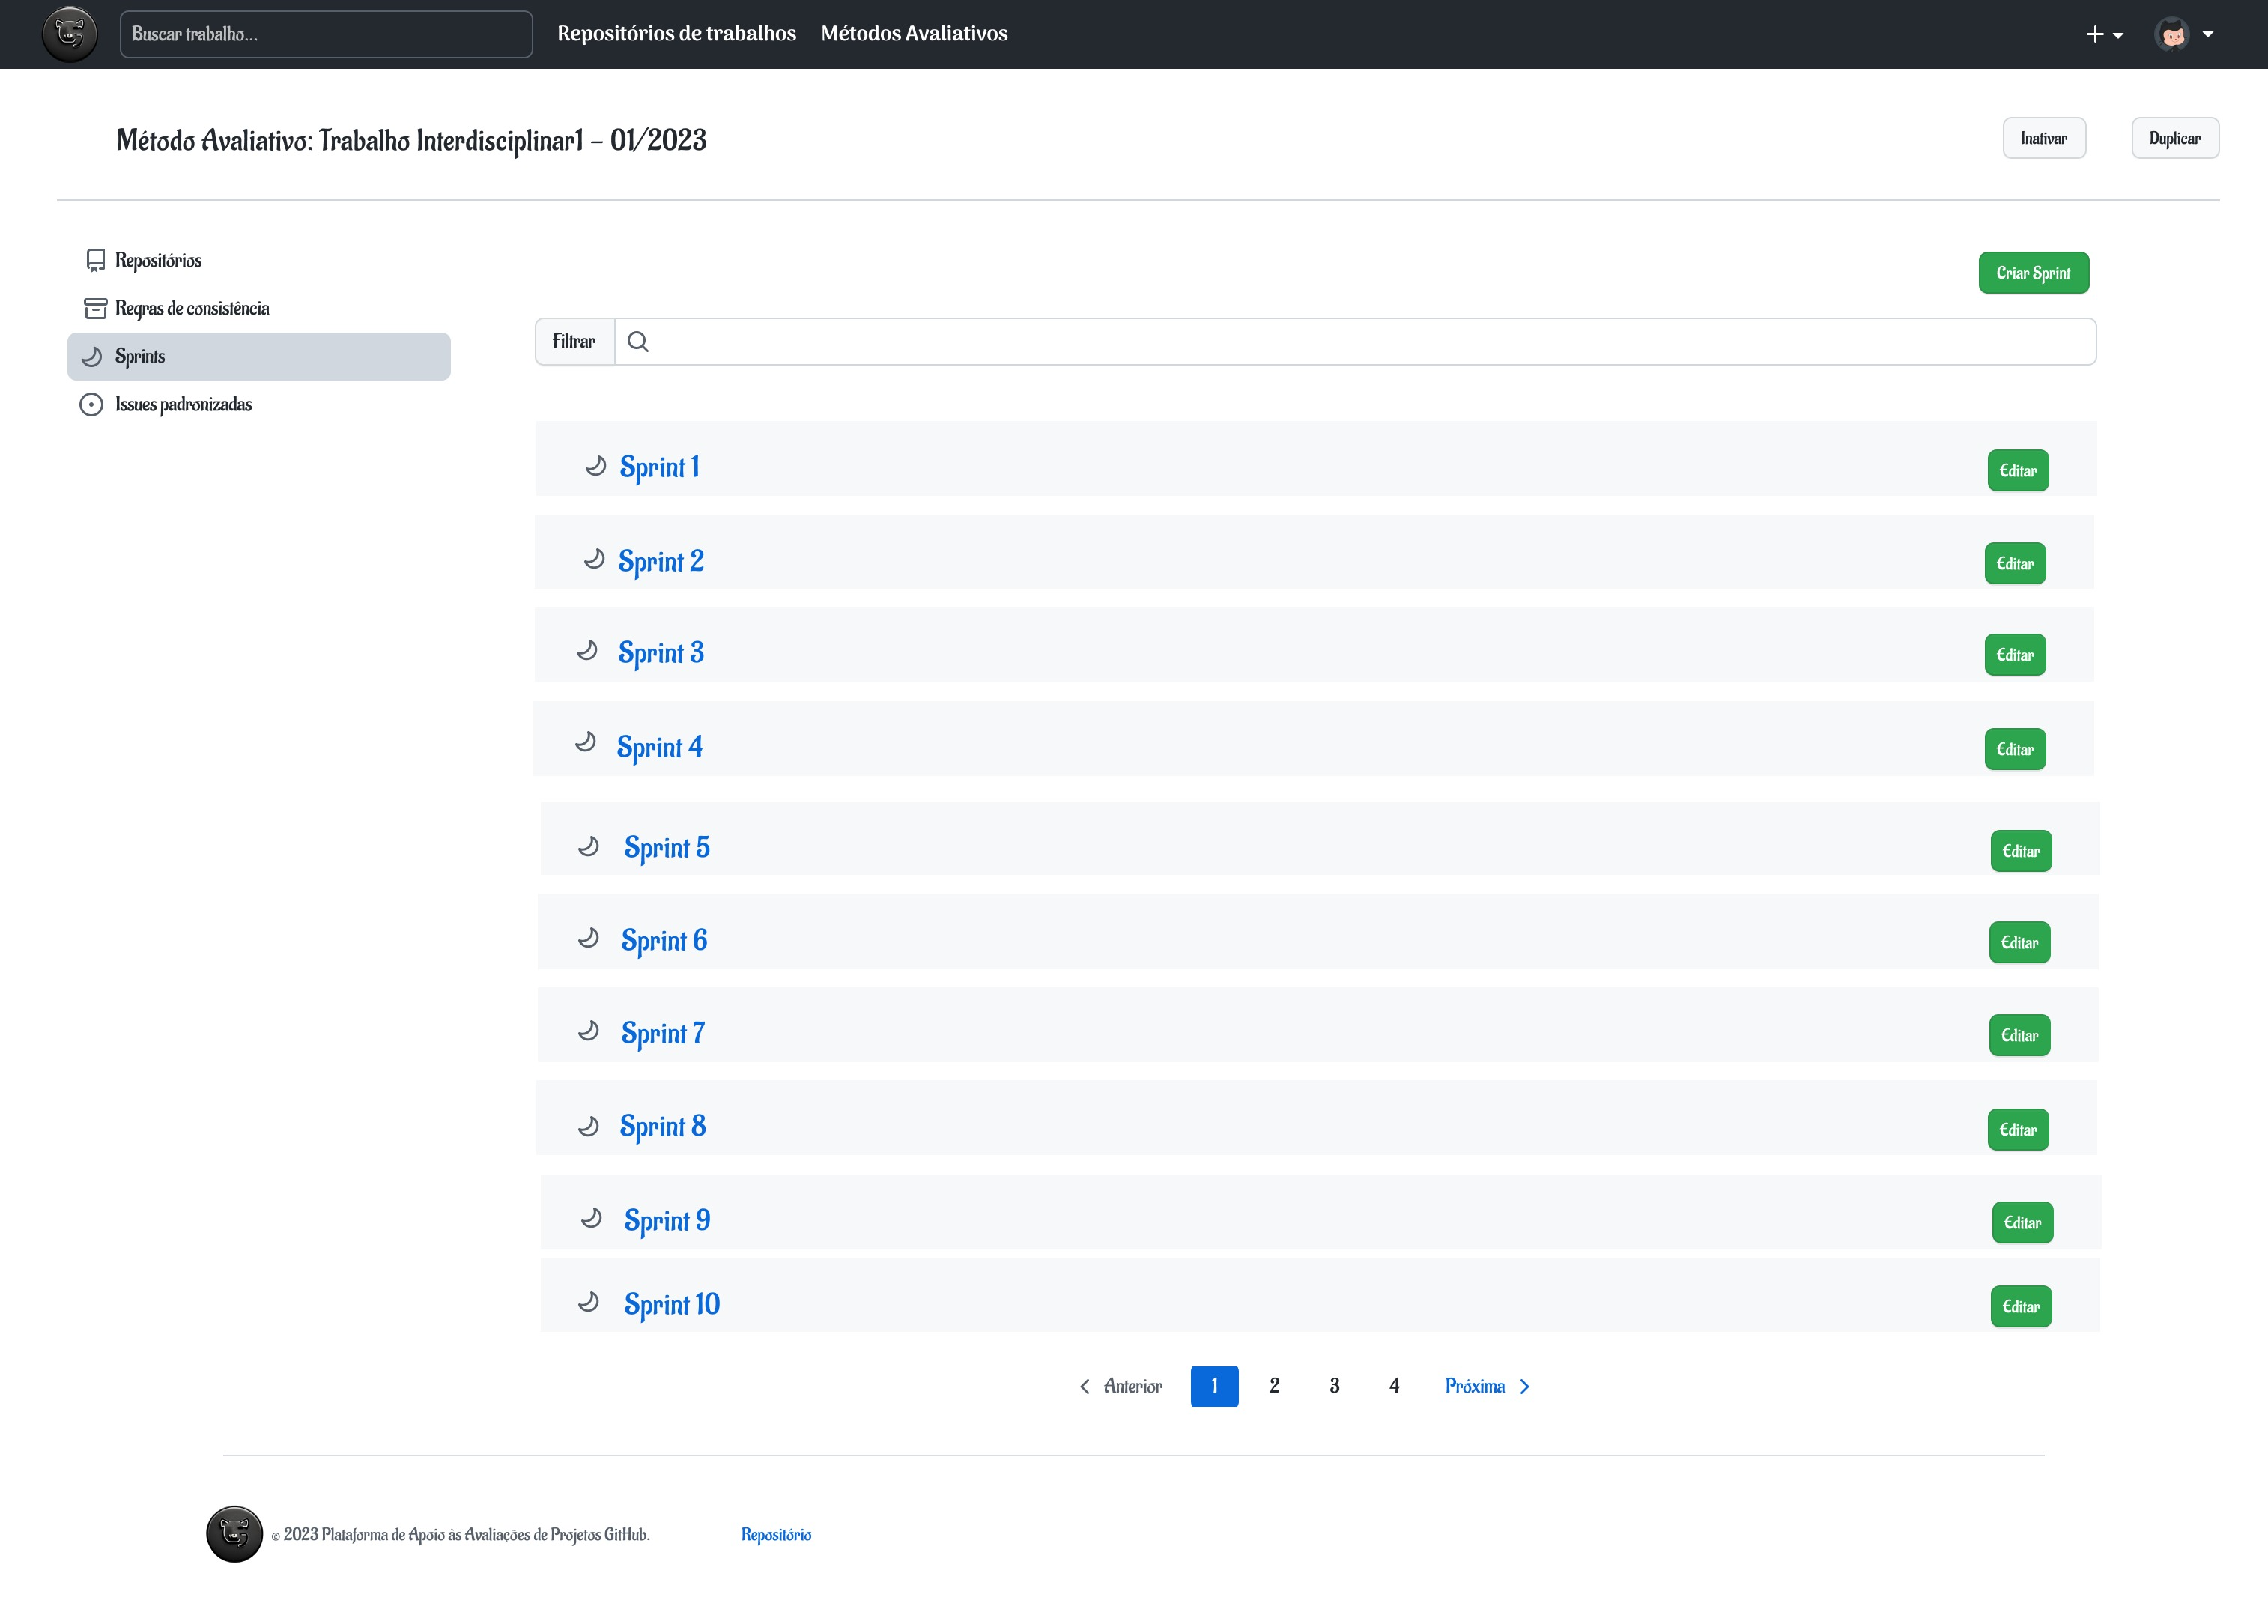 Buscar trabalho... Repositórios de trabalhos Métodos Avaliativos
Método Avaliativo: Trabalho Interdisciplinar1 – 01/2023 Inativar Duplicar
Repositórios
Regras de consistência
Sprints
Issues padronizadas
Criar Sprint
Filtrar
Sprint 1 Editar
Sprint 2 Editar
Sprint 3 Editar
Sprint 4 Editar
Sprint 5 Editar
Sprint 6 Editar
Sprint 7 Editar
Sprint 8 Editar
Sprint 9 Editar
Sprint 10 Editar
Anterior 1 2 3 4 Próxima
© 2023 Plataforma de Apoio às Avaliações de Projetos GitHub. Repositório